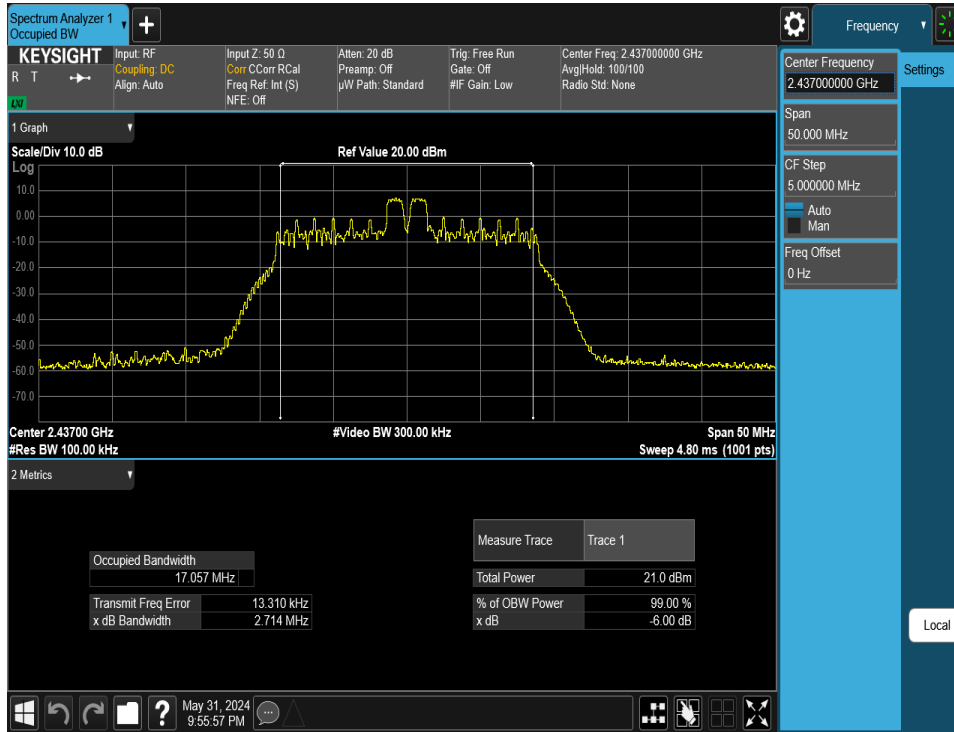 Spectrum Analyzer 1
Occupied BW
+
Frequency
KEYSIGHT
R T
LXI
Input: RF
Coupling: DC
Align: Auto
Input Z: 50 Ω
Corr CCorr RCal
Freq Ref: Int (S)
NFE: Off
Atten: 20 dB
Preamp: Off
µW Path: Standard
Trig: Free Run
Gate: Off
#IF Gain: Low
Center Freq: 2.437000000 GHz
Avg|Hold: 100/100
Radio Std: None
Center Frequency
2.437000000 GHz
Settings
Span
50.000 MHz
CF Step
5.000000 MHz
Auto
Man
Freq Offset
0 Hz
Local
1 Graph
Scale/Div 10.0 dB
Ref Value 20.00 dBm
Log
10.0
0.00
-10.0
-20.0
-30.0
-40.0
-50.0
-60.0
-70.0
Center 2.43700 GHz
#Video BW 300.00 kHz
Span 50 MHz
#Res BW 100.00 kHz
Sweep 4.80 ms (1001 pts)
2 Metrics
Measure Trace Trace 1
Occupied Bandwidth
17.057 MHz
Total Power 21.0 dBm
Transmit Freq Error 13.310 kHz
% of OBW Power 99.00 %
x dB Bandwidth 2.714 MHz
x dB -6.00 dB
?
May 31, 2024
9:55:57 PM